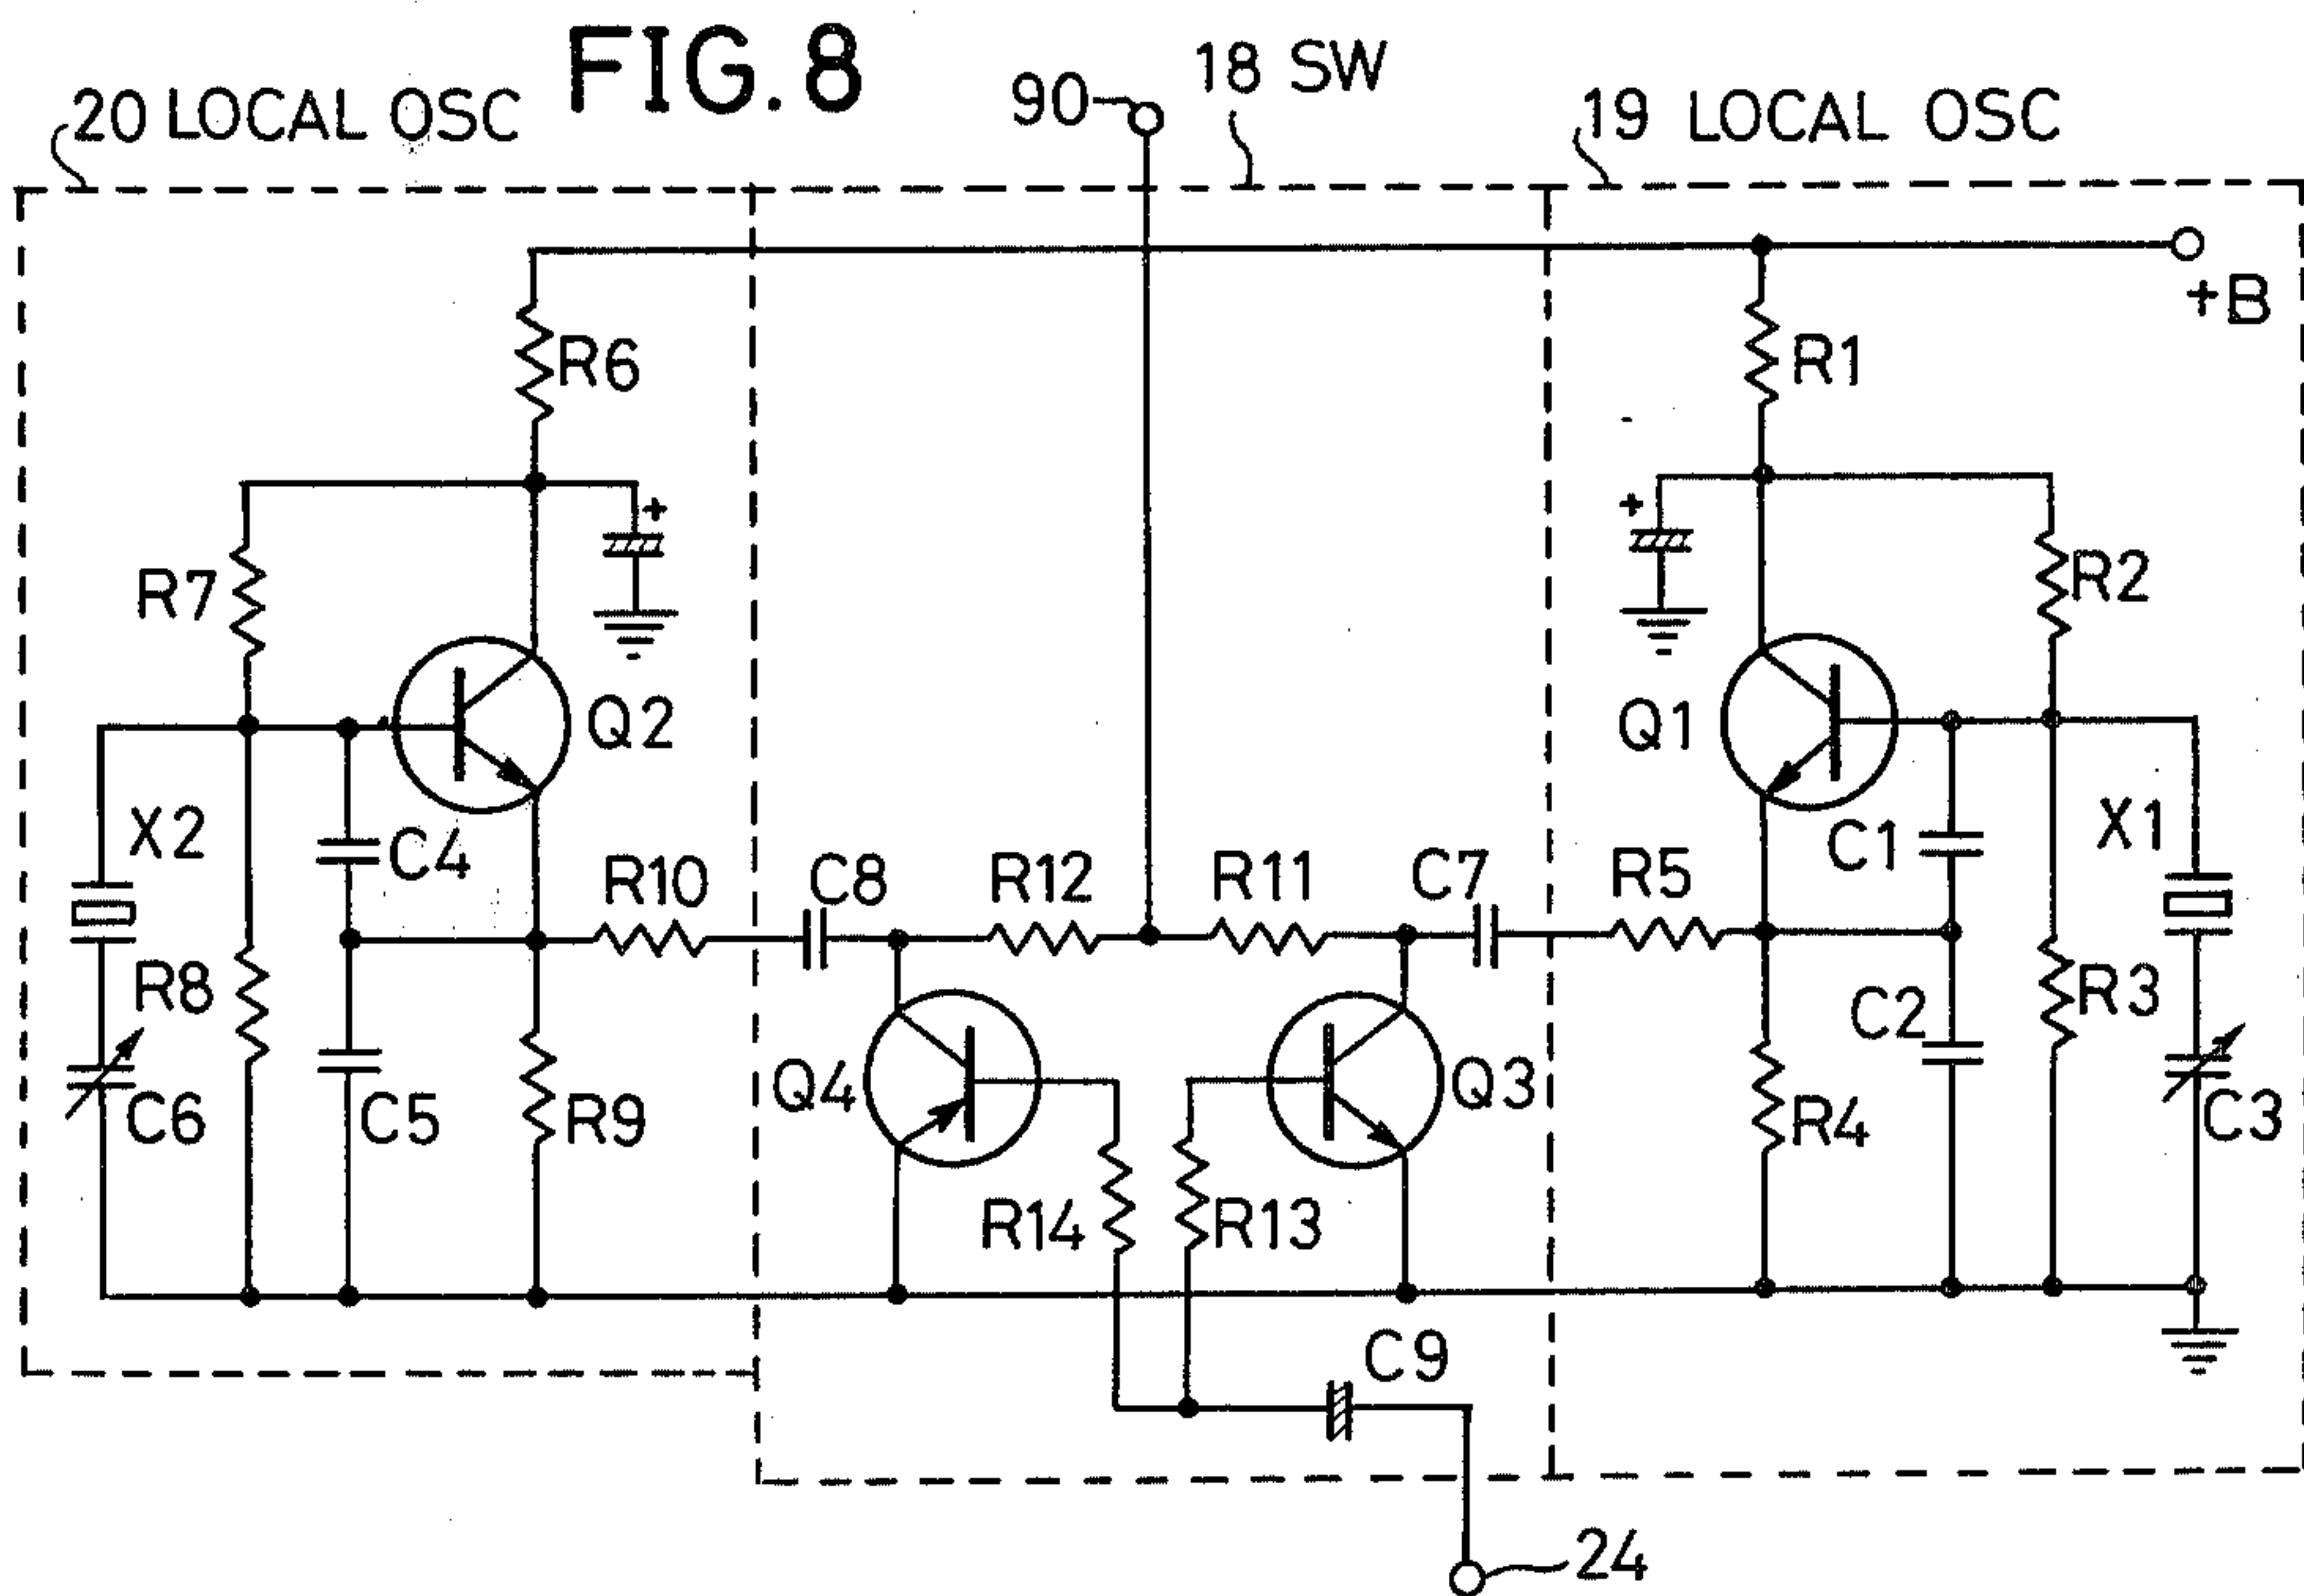 FIG. 8
20 LOCAL OSC
90
18 SW
19 LOCAL OSC
+B
R6
R1
+
+
R7
R2
Q2
Q1
X2
C4
R10
C8
R12
R11
C7
R5
C1
X1
R8
C2
R3
Q4
Q3
C6
C5
R9
R4
C3
R14
R13
C9
24